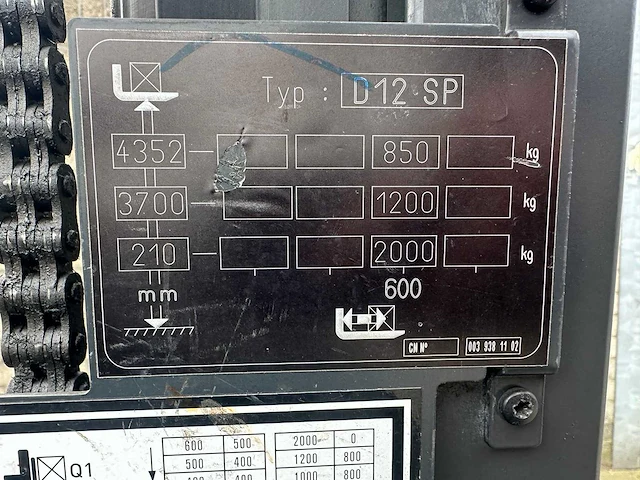 Typ : D12 SP
4352 850 kg
3700 1200 kg
210 2000 kg
mm 600
CN N° 003 938 11 02
600 500 2000 0
Q1 500 400 1200 800
400 1000 800